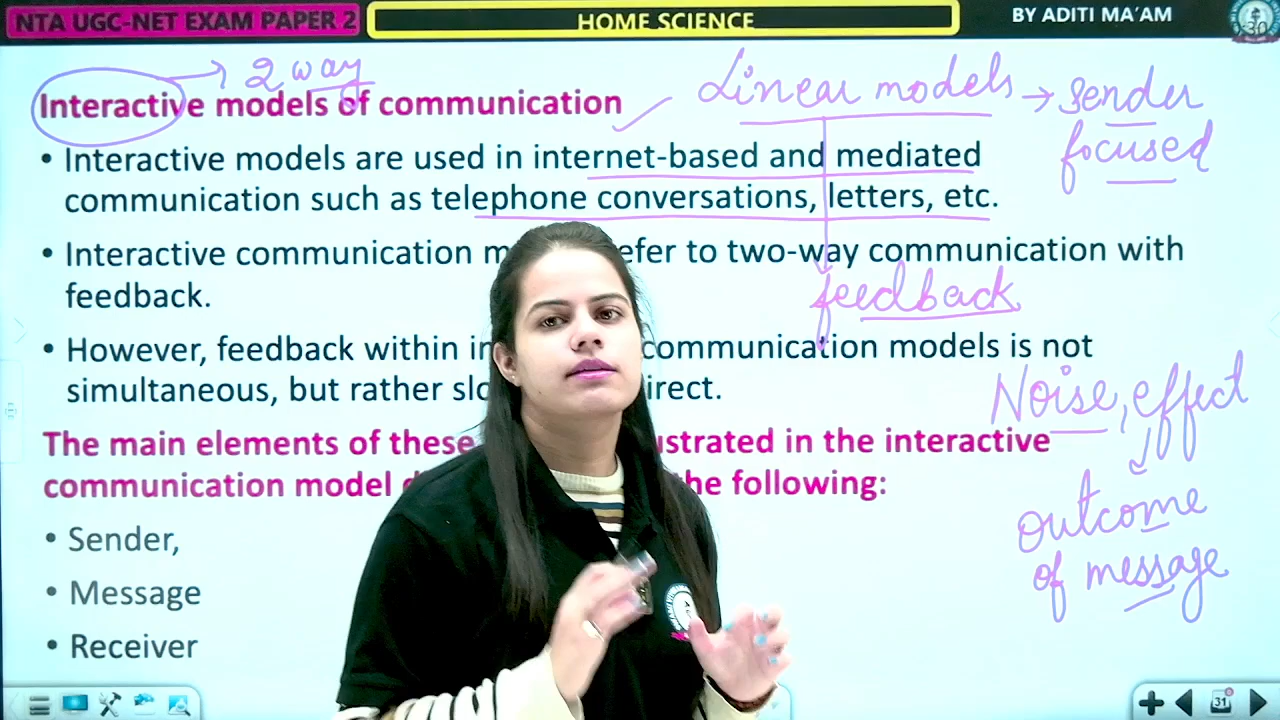 NTA UGC-NET EXAM PAPER 2
HOME SCIENCE
BY ADITI MA'AM
30
2 way
Interactive models of communication
Linear models → sender
focused
• Interactive models are used in internet-based and mediated
communication such as telephone conversations, letters, etc.
• Interactive communication m efer to two-way communication with
feedback.
feedback
• However, feedback within in communication models is not
simultaneous, but rather slo irect.
Noise, effect
outcome
of message
The main elements of these ustrated in the interactive
communication model he following:
• Sender,
• Message
• Receiver
31